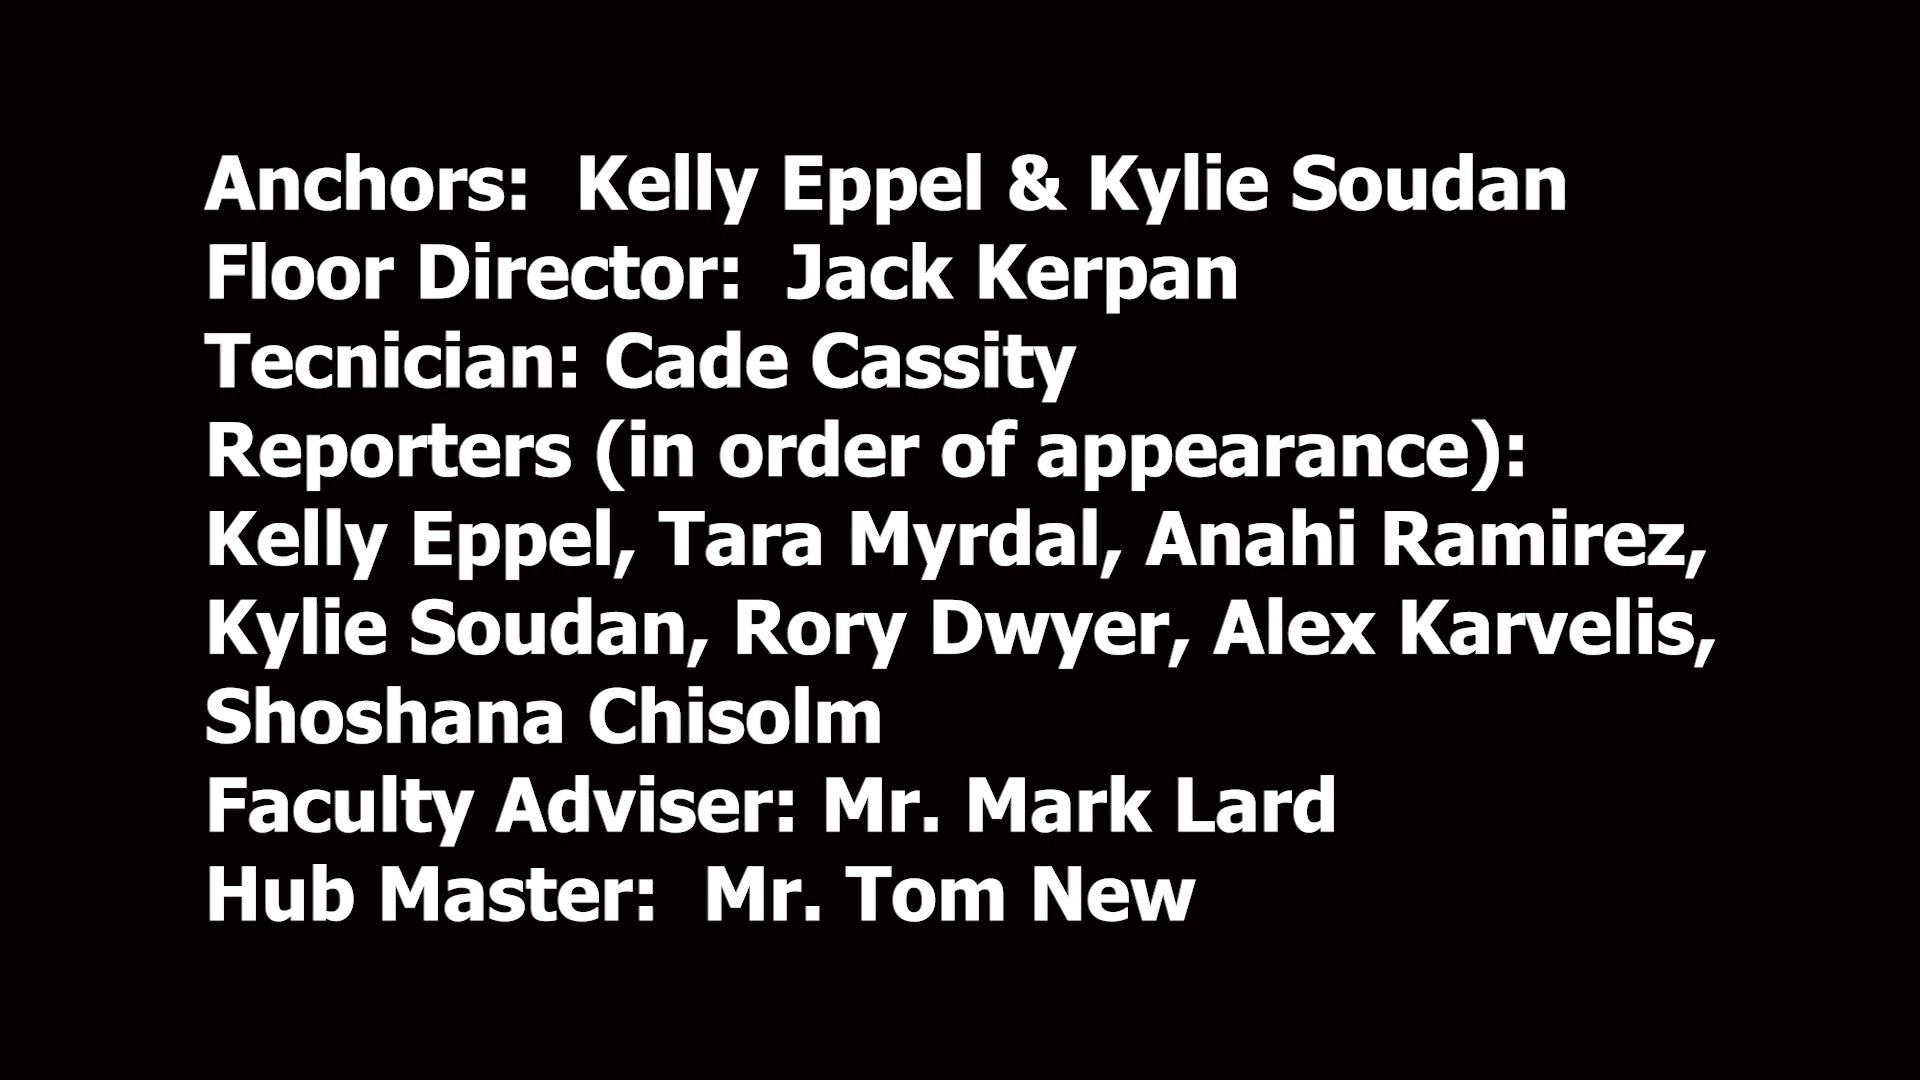 Anchors:  Kelly Eppel & Kylie Soudan
Floor Director:  Jack Kerpan
Tecnician: Cade Cassity
Reporters (in order of appearance):
Kelly Eppel, Tara Myrdal, Anahi Ramirez,
Kylie Soudan, Rory Dwyer, Alex Karvelis,
Shoshana Chisolm
Faculty Adviser: Mr. Mark Lard
Hub Master:  Mr. Tom New